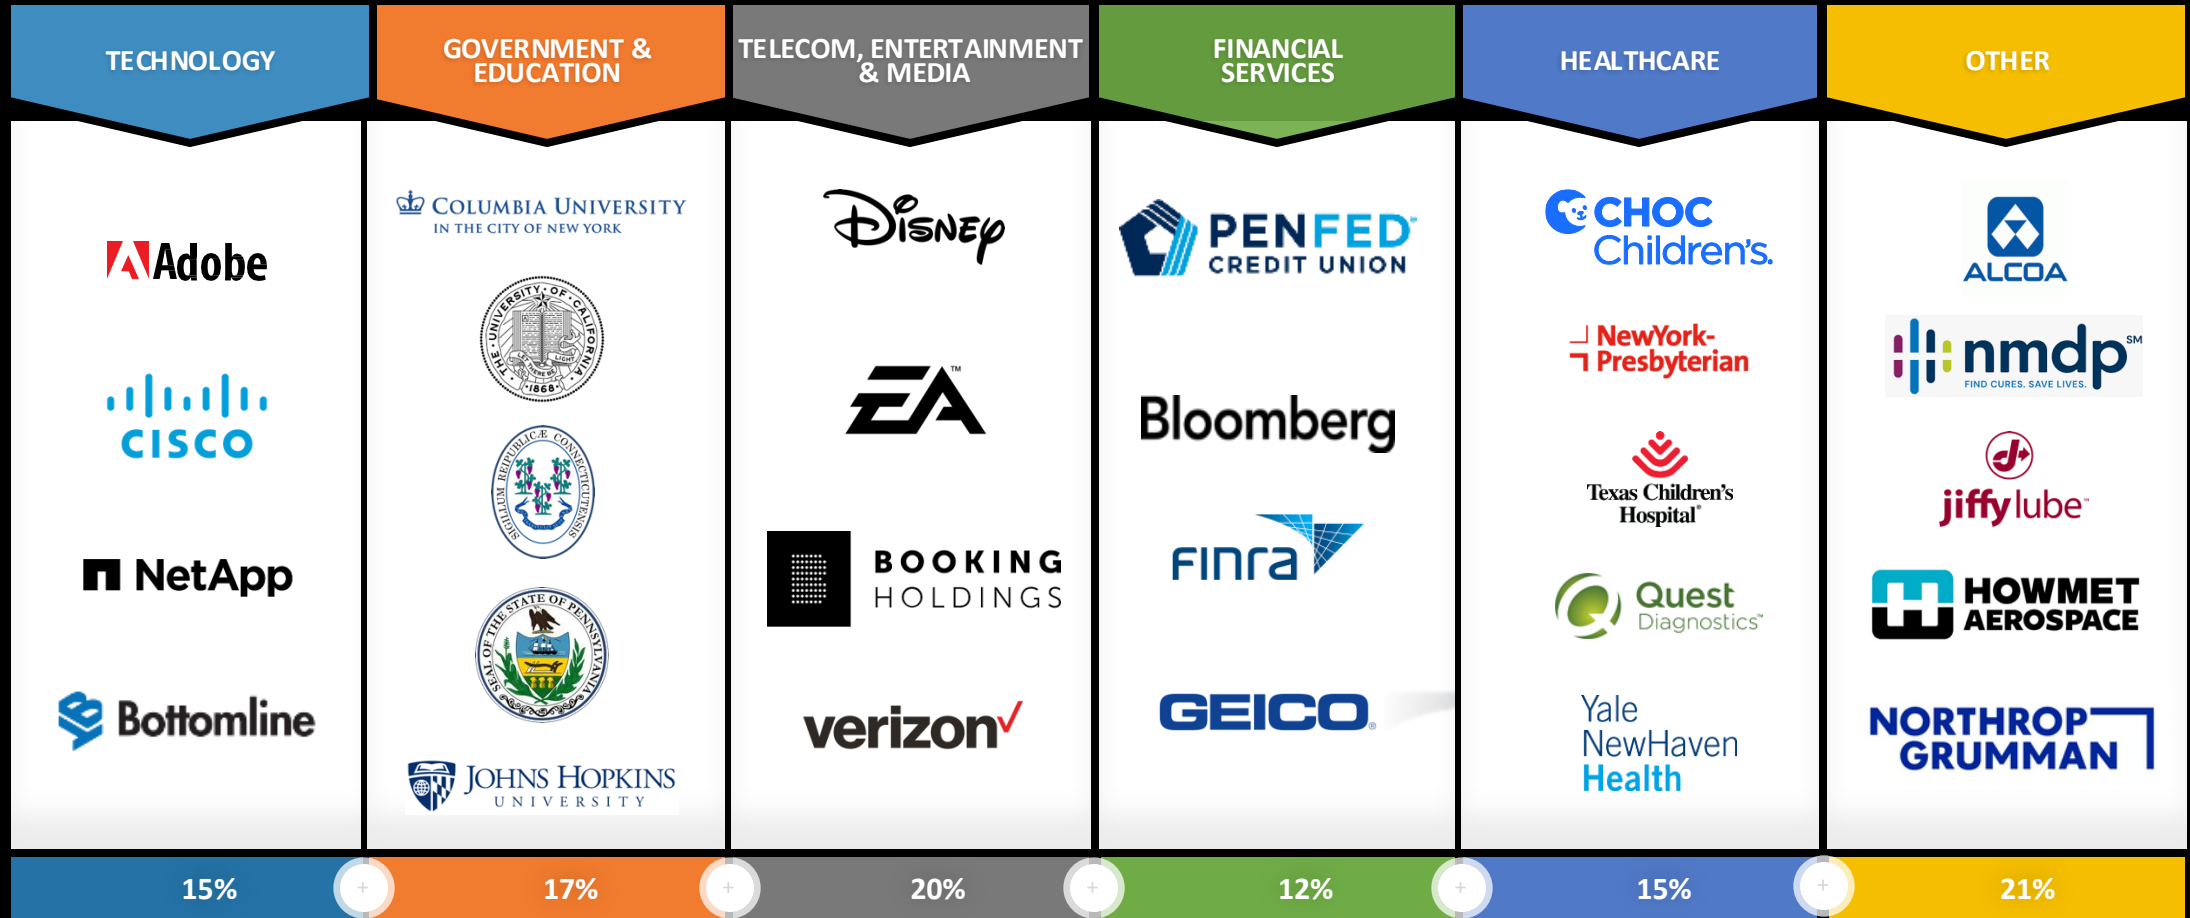 TECHNOLOGY
Adobe
CISCO
NetApp
Bottomline
15%
GOVERNMENT &
EDUCATION
COLUMBIA UNIVERSITY
IN THE CITY OF NEW YORK
THE · UNIVERSITY · OF · CALIFORNIA
LET THERE BE LIGHT
·1868·
SIGILLUM REIPUBLICÆ CONNECTICUTENSIS
SEAL OF THE STATE OF PENNSYLVANIA
JOHNS HOPKINS
UNIVERSITY
17%
TELECOM, ENTERTAINMENT
& MEDIA
DISNEY
EA™
BOOKING
HOLDINGS
verizon
20%
FINANCIAL
SERVICES
PENFED
CREDIT UNION
Bloomberg
finra
GEICO®
12%
HEALTHCARE
CHOC
Children's.
NewYork-
Presbyterian
Texas Children's
Hospital®
Quest
Diagnostics™
Yale
NewHaven
Health
15%
OTHER
ALCOA
nmdp SM
FIND CURES. SAVE LIVES.
jiffy lube™
HOWMET
AEROSPACE
NORTHROP
GRUMMAN
21%